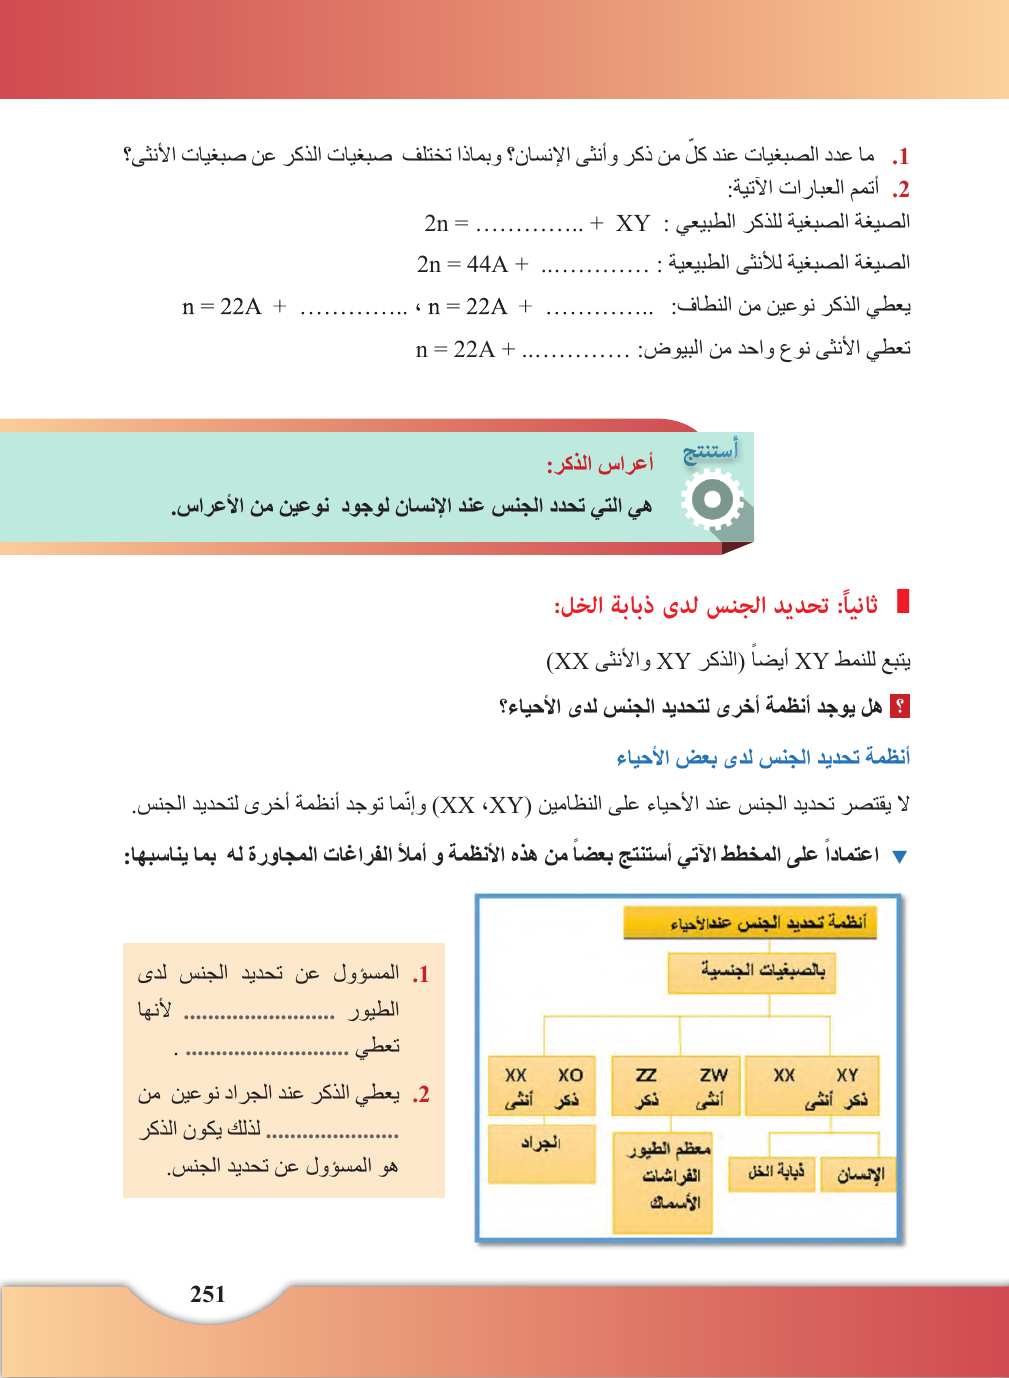 1. ما عدد الصبغيات عند كلّ من ذكر وأنثى الإنسان؟ وبماذا تختلف صبغيات الذكر عن صبغيات الأنثى؟
2. أتمم العبارات الآتية:
الصيغة الصبغية للذكر الطبيعي : 2n = ………….. + XY
الصيغة الصبغية للأنثى الطبيعية : 2n = 44A + ..…………
يعطي الذكر نوعين من النطاف: n = 22A + ………….. ، n = 22A + …………..
تعطي الأنثى نوع واحد من البيوض: n = 22A + ..…………
أستنتج
أعراس الذكر:
هي التي تحدد الجنس عند الإنسان لوجود نوعين من الأعراس.
ثانياً: تحديد الجنس لدى ذبابة الخل:
يتبع للنمط XY أيضاً (الذكر XY والأنثى XX)
؟ هل يوجد أنظمة أخرى لتحديد الجنس لدى الأحياء؟
أنظمة تحديد الجنس لدى بعض الأحياء
لا يقتصر تحديد الجنس عند الأحياء على النظامين (XX ،XY) وإنّما توجد أنظمة أخرى لتحديد الجنس.
اعتماداً على المخطط الآتي أستنتج بعضاً من هذه الأنظمة و أملأ الفراغات المجاورة له بما يناسبها:
أنظمة تحديد الجنس عندالأحياء
بالصبغيات الجنسية
XX XY
ذكر أنثى
ZZ ZW
أنثى ذكر
XX XO
ذكر أنثى
الإنسان
ذبابة الخل
معظم الطيور
الفراشات
الأسماك
الجراد
1. المسؤول عن تحديد الجنس لدى
الطيور ......................... لأنها
تعطي ........................... .
2. يعطي الذكر عند الجراد نوعين من
...................... لذلك يكون الذكر
هو المسؤول عن تحديد الجنس.
251